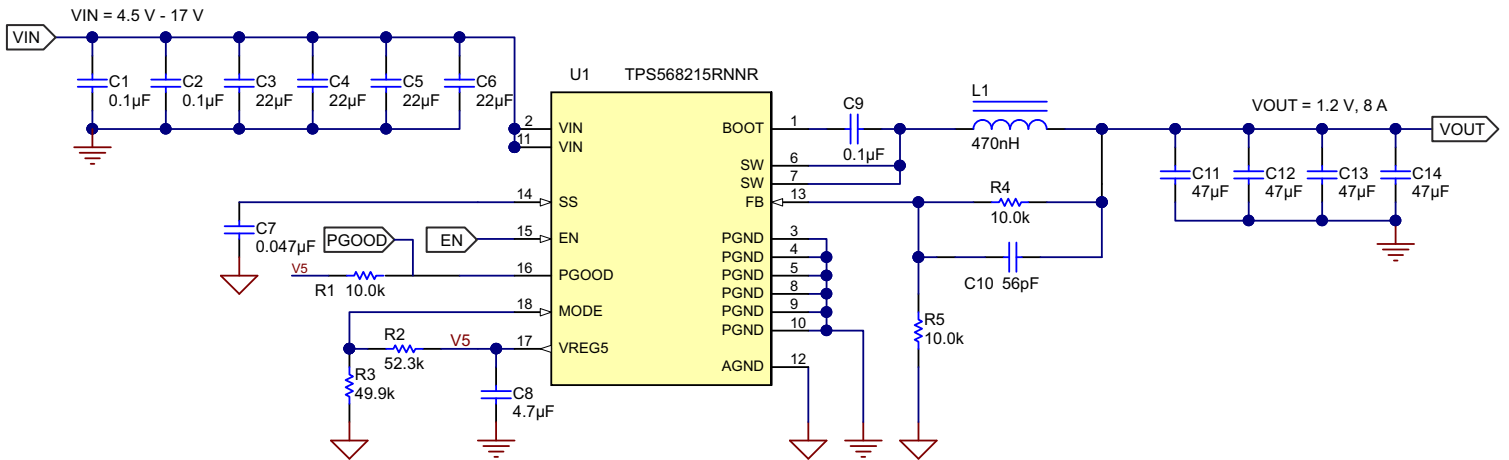 VIN = 4.5 V - 17 V
VIN
C1
0.1µF
C2
0.1µF
C3
22µF
C4
22µF
C5
22µF
C6
22µF
U1 TPS568215RNNR
2 VIN
11 VIN
14 SS
15 EN
16 PGOOD
18 MODE
17 VREG5
BOOT 1
SW 6
SW 7
FB 13
PGND 3
PGND 4
PGND 5
PGND 8
PGND 9
PGND 10
AGND 12
C7
0.047µF
PGOOD
EN
V5
R1 10.0k
R2
52.3k
V5
R3
49.9k
C8
4.7µF
C9
0.1µF
L1
470nH
R4
10.0k
C10 56pF
R5
10.0k
VOUT = 1.2 V, 8 A
VOUT
C11
47µF
C12
47µF
C13
47µF
C14
47µF